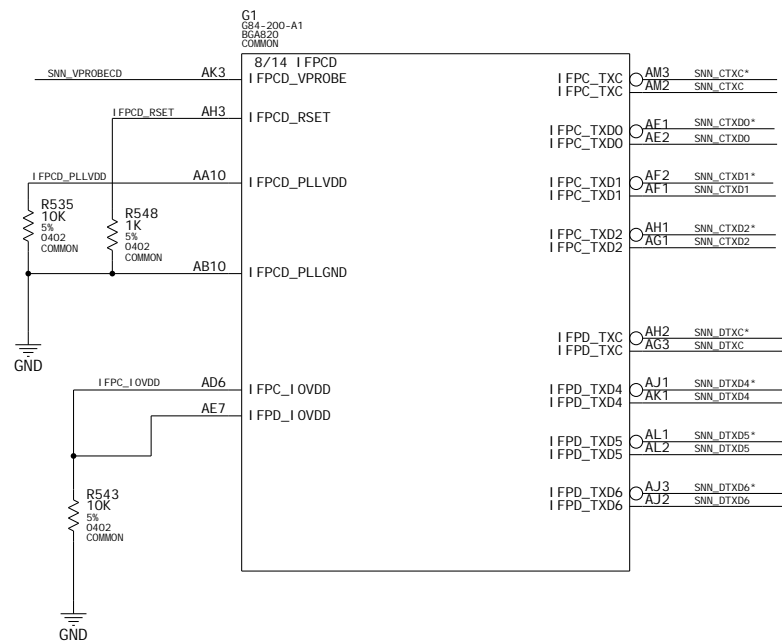 G1
G84-200-A1
BGA820
COMMON
8/14 IFPCD
SNN_VPROBECD AK3 IFPCD_VPROBE
IFPCD_RSET AH3 IFPCD_RSET
IFPCD_PLLVDD AA10 IFPCD_PLLVDD
R535
10K
5%
0402
COMMON
R548
1K
5%
0402
COMMON
AB10 IFPCD_PLLGND
GND
IFPC_IOVDD AD6 IFPC_IOVDD
AE7 IFPD_IOVDD
R543
10K
5%
0402
COMMON
GND
IFPC_TXC AM3 SNN_CTXC*
IFPC_TXC AM2 SNN_CTXC
IFPC_TXD0 AE1 SNN_CTXD0*
IFPC_TXD0 AE2 SNN_CTXD0
IFPC_TXD1 AF2 SNN_CTXD1*
IFPC_TXD1 AF1 SNN_CTXD1
IFPC_TXD2 AH1 SNN_CTXD2*
IFPC_TXD2 AG1 SNN_CTXD2
IFPD_TXC AH2 SNN_DTXC*
IFPD_TXC AG3 SNN_DTXC
IFPD_TXD4 AJ1 SNN_DTXD4*
IFPD_TXD4 AK1 SNN_DTXD4
IFPD_TXD5 AL1 SNN_DTXD5*
IFPD_TXD5 AL2 SNN_DTXD5
IFPD_TXD6 AJ3 SNN_DTXD6*
IFPD_TXD6 AJ2 SNN_DTXD6